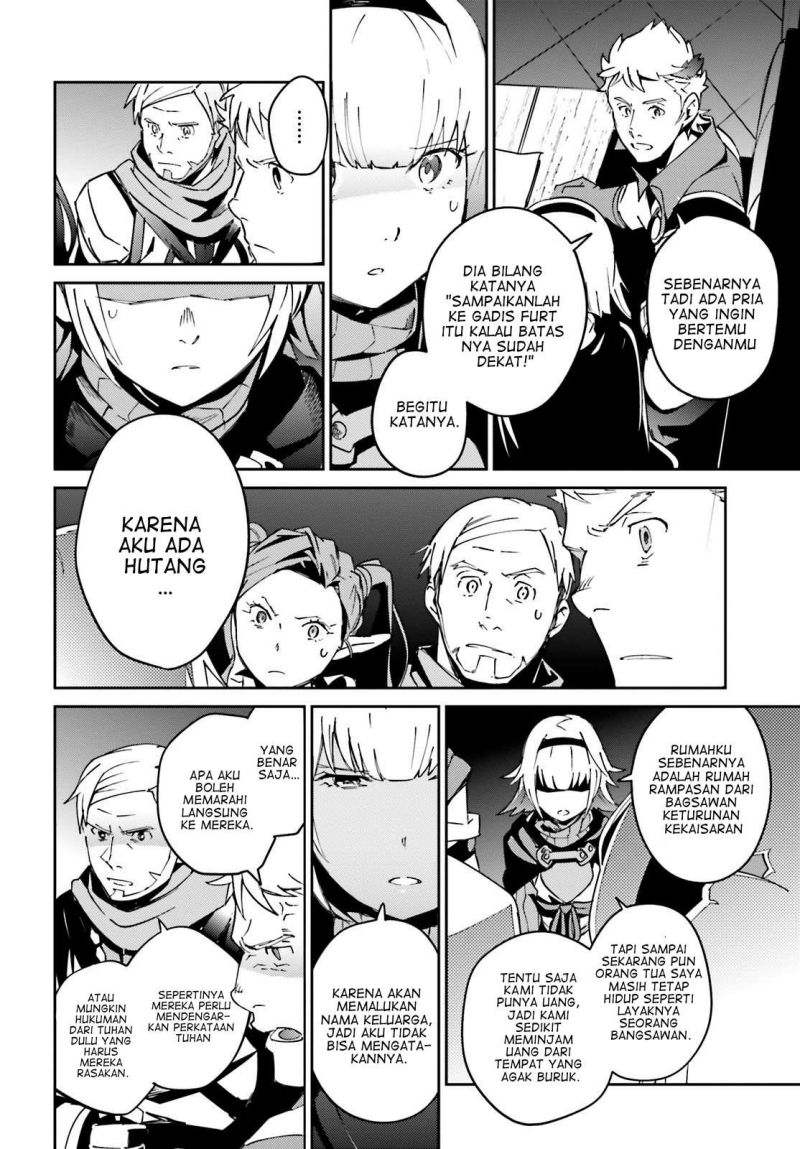 SEBENARNYA
TADI ADA PRIA
YANG INGIN
BERTEMU
DENGANMU
DIA BILANG
KATANYA
"SAMPAIKANLAH
KE GADIS FURT
ITU KALAU BATAS
NYA SUDAH
DEKAT!"
BEGITU
KATANYA.
......
KARENA
AKU ADA
HUTANG
...
RUMAHKU
SEBENARNYA
ADALAH RUMAH
RAMPASAN DARI
BAGSAWAN
KETURUNAN
KEKAISARAN
TAPI SAMPAI
SEKARANG PUN
ORANG TUA SAYA
MASIH TETAP
HIDUP SEPERTI
LAYAKNYA
SEORANG
BANGSAWAN.
TENTU SAJA
KAMI TIDAK
PUNYA UANG,
JADI KAMI
SEDIKIT
MEMINJAM
UANG DARI
TEMPAT YANG
AGAK BURUK.
KARENA AKAN
MEMALUKAN
NAMA KELUARGA,
JADI AKU TIDAK
BISA MENGATA-
KANNYA.
YANG
BENAR
SAJA...
APA AKU
BOLEH
MEMARAHI
LANGSUNG
KE MEREKA.
SEPERTINYA
MEREKA PERLU
MENDENGAR-
KAN PERKATAAN
TUHAN
ATAU
MUNGKIN
HUKUMAN
DARI TUHAN
DULU YANG
HARUS
MEREKA
RASAKAN.